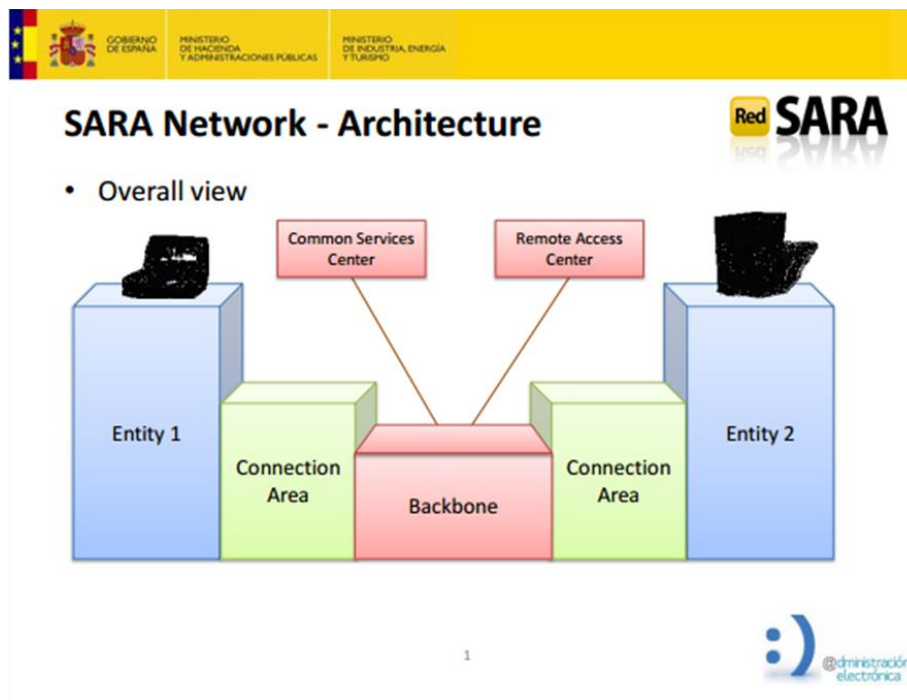 GOBIERNO
DE ESPAÑA
MINISTERIO
DE HACIENDA
Y ADMINISTRACIONES PÚBLICAS
MINISTERIO
DE INDUSTRIA, ENERGÍA
Y TURISMO
SARA Network - Architecture
Red SARA
• Overall view
Common Services
Center
Remote Access
Center
Entity 1
Connection
Area
Backbone
Connection
Area
Entity 2
1
:)
@dministración
electrónica